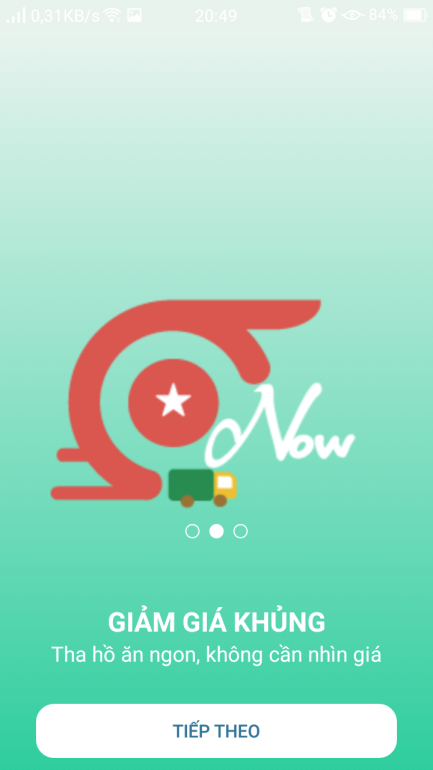 0,31KB/s
20:49
84%
Now
GIẢM GIÁ KHỦNG
Tha hồ ăn ngon, không cần nhìn giá
TIẾP THEO